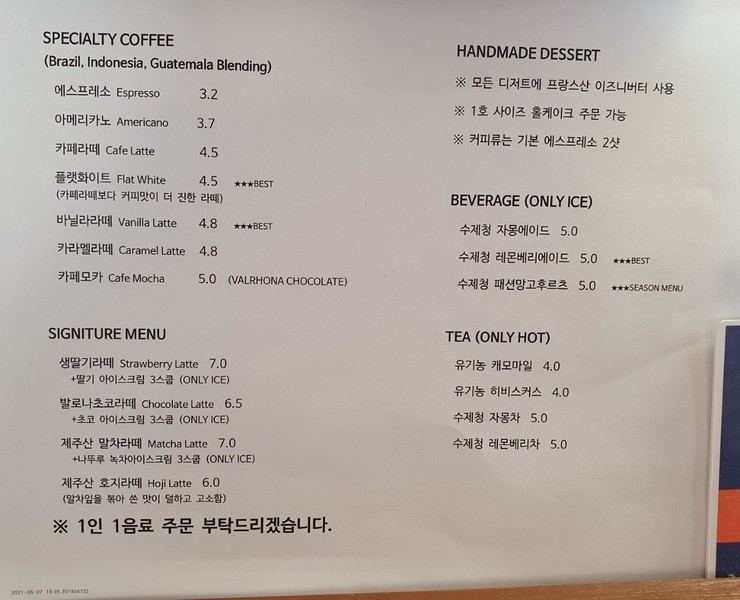 SPECIALTY COFFEE
(Brazil, Indonesia, Guatemala Blending)
에스프레소 Espresso 3.2
아메리카노 Americano 3.7
카페라떼 Cafe Latte 4.5
플랫화이트 Flat White 4.5 ★★★BEST
(카페라떼보다 커피맛이 더 진한 라떼)
바닐라라떼 Vanilla Latte 4.8 ★★★BEST
카라멜라떼 Caramel Latte 4.8
카페모카 Cafe Mocha 5.0 (VALRHONA CHOCOLATE)
SIGNITURE MENU
생딸기라떼 Strawberry Latte 7.0
+딸기 아이스크림 3스쿱 (ONLY ICE)
발로나초코라떼 Chocolate Latte 6.5
+초코 아이스크림 3스쿱 (ONLY ICE)
제주산 말차라떼 Matcha Latte 7.0
+나뚜루 녹차아이스크림 3스쿱 (ONLY ICE)
제주산 호지라떼 Hoji Latte 6.0
(말차잎을 볶아 쓴 맛이 덜하고 고소함)
※ 1인 1음료 주문 부탁드리겠습니다.
HANDMADE DESSERT
※ 모든 디저트에 프랑스산 이즈니버터 사용
※ 1호 사이즈 홀케이크 주문 가능
※ 커피류는 기본 에스프레소 2샷
BEVERAGE (ONLY ICE)
수제청 자몽에이드 5.0
수제청 레몬베리에이드 5.0 ★★★BEST
수제청 패션망고후르츠 5.0 ★★★SEASON MENU
TEA (ONLY HOT)
유기농 캐모마일 4.0
유기농 히비스커스 4.0
수제청 자몽차 5.0
수제청 레몬베리차 5.0
2021-06-07 16:05 201904732